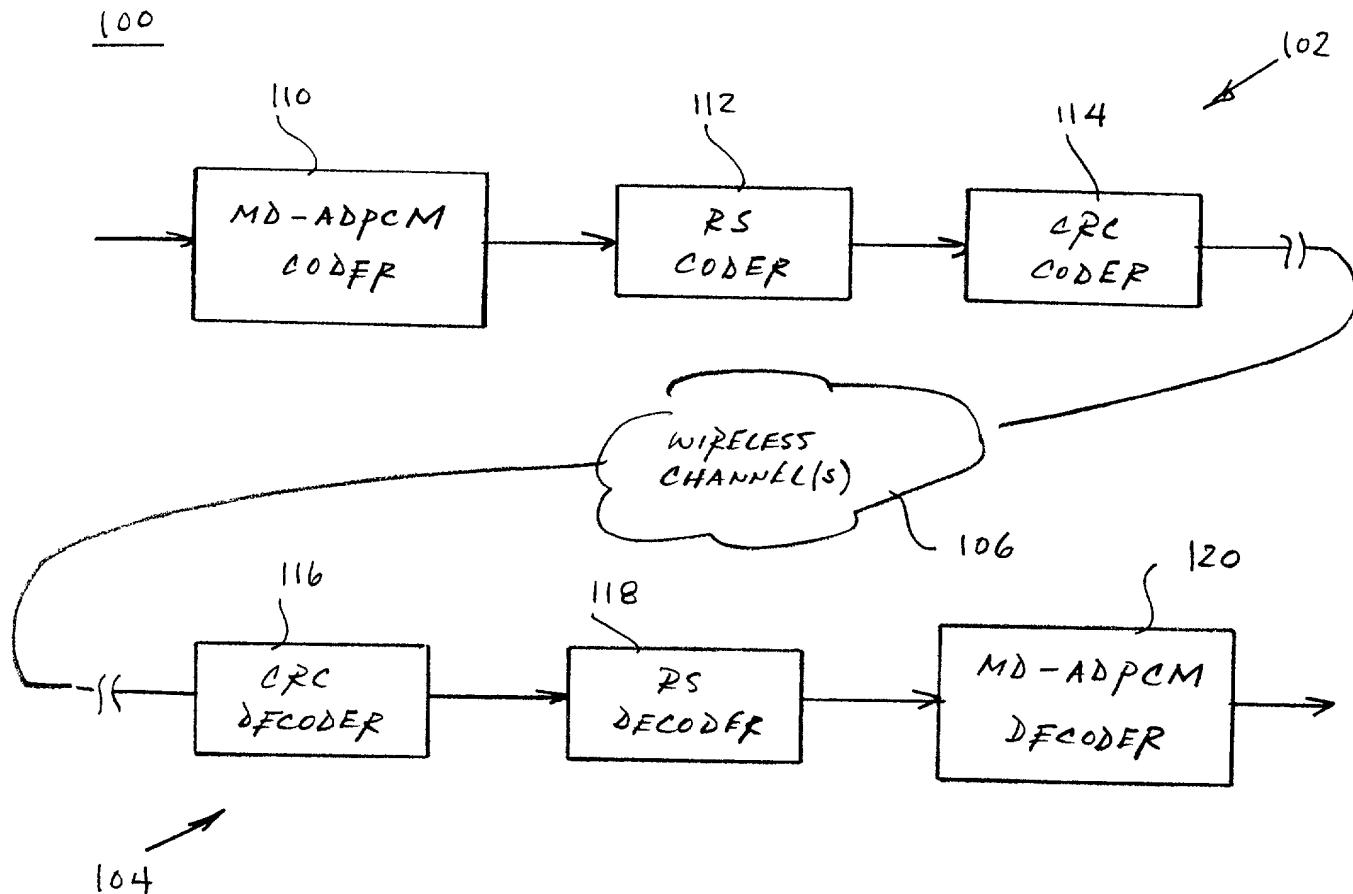 100
102
110
112
114
MD-ADPCM
CODER
RS
CODER
CRC
CODER
WIRELESS
CHANNEL(S)
106
116
118
120
CRC
DECODER
RS
DECODER
MD-ADPCM
DECODER
104